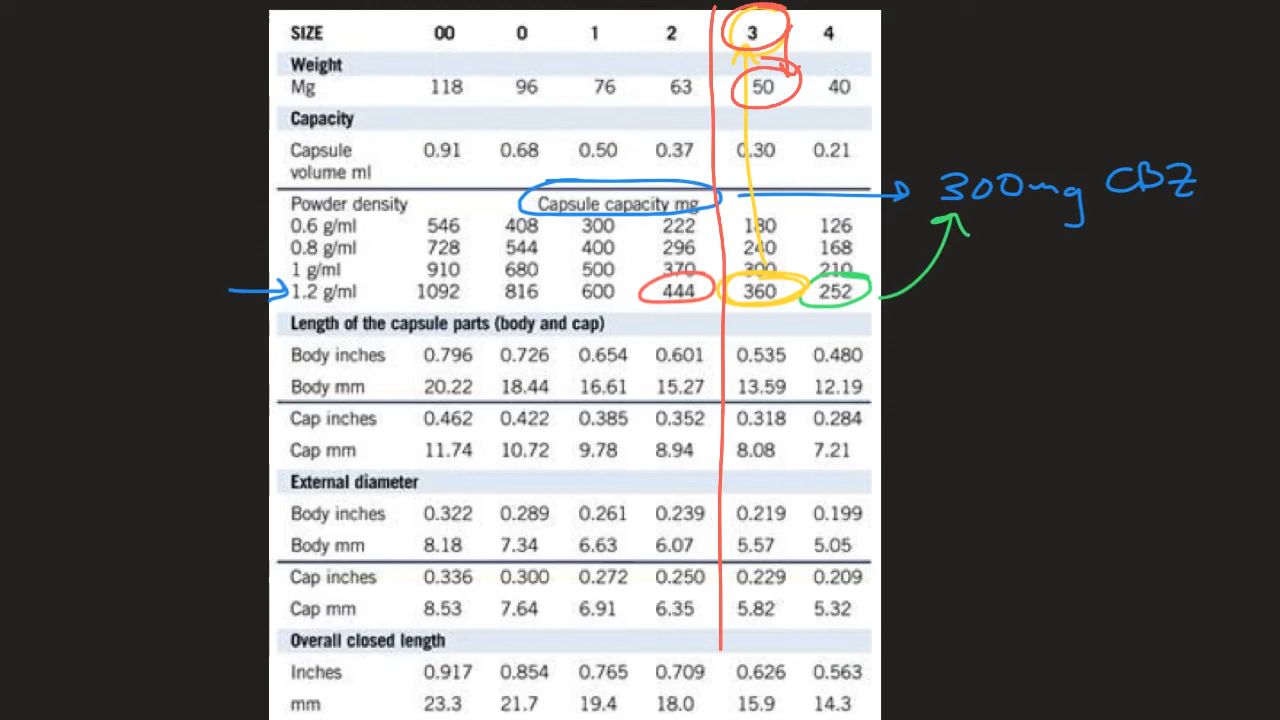 SIZE 00 0 1 2 3 4
Weight
Mg 118 96 76 63 50 40
Capacity
Capsule 0.91 0.68 0.50 0.37 0.30 0.21
volume ml
300mg CBZ
Powder density Capsule capacity mg
0.6 g/ml 546 408 300 222 180 126
0.8 g/ml 728 544 400 296 240 168
1 g/ml 910 680 500 370 300 210
1.2 g/ml 1092 816 600 444 360 252
Length of the capsule parts (body and cap)
Body inches 0.796 0.726 0.654 0.601 0.535 0.480
Body mm 20.22 18.44 16.61 15.27 13.59 12.19
Cap inches 0.462 0.422 0.385 0.352 0.318 0.284
Cap mm 11.74 10.72 9.78 8.94 8.08 7.21
External diameter
Body inches 0.322 0.289 0.261 0.239 0.219 0.199
Body mm 8.18 7.34 6.63 6.07 5.57 5.05
Cap inches 0.336 0.300 0.272 0.250 0.229 0.209
Cap mm 8.53 7.64 6.91 6.35 5.82 5.32
Overall closed length
Inches 0.917 0.854 0.765 0.709 0.626 0.563
mm 23.3 21.7 19.4 18.0 15.9 14.3